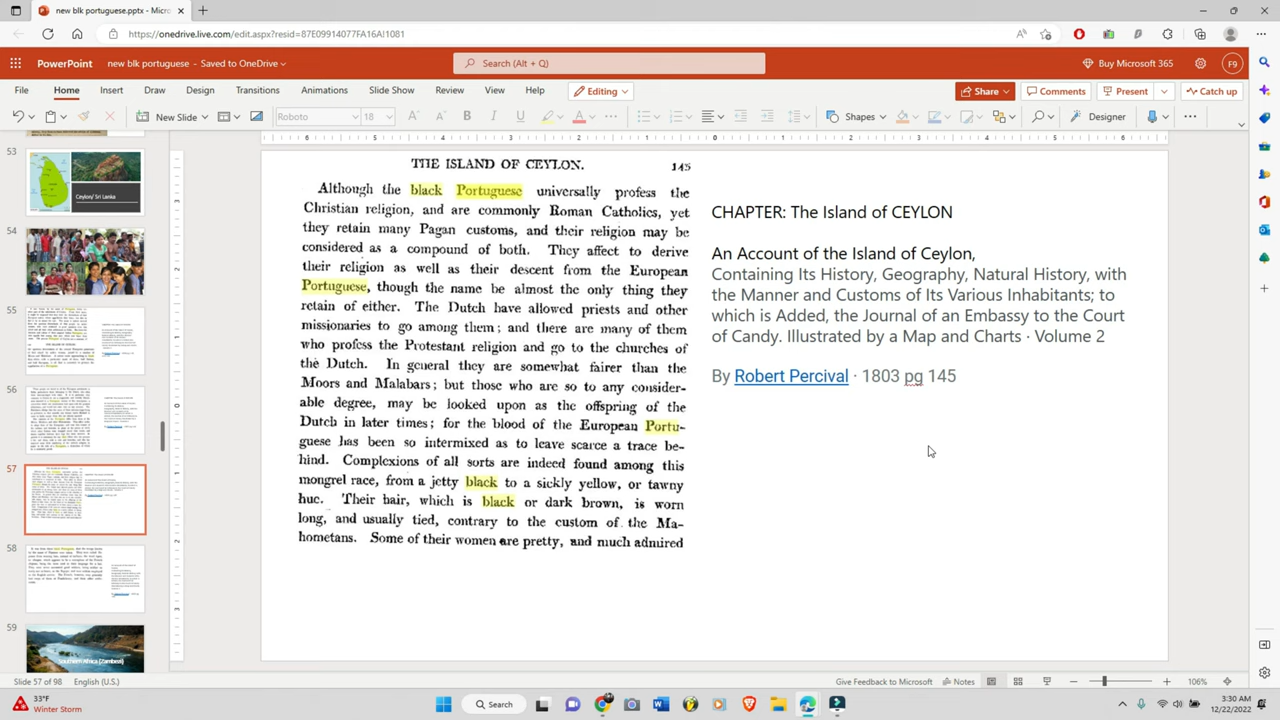 new blk portuguese.pptx - Micro
https://onedrive.live.com/edit.aspx?resid=87E09914077FA16A!1081
PowerPoint
new blk portuguese - Saved to OneDrive
Search (Alt + Q)
Buy Microsoft 365
F9
File
Home
Insert
Draw
Design
Transitions
Animations
Slide Show
Review
View
Help
Editing
Share
Comments
Present
Catch up
New Slide
18
Shapes
Designer
53
Ceylon/ Sri Lanka
54
55
56
57
58
59
Southern Africa (Zambesi)
THE ISLAND OF CEYLON. 145
Although the black Portuguese universally profess the
Christian religion, and are commonly Roman Catholics, yet
they retain many Pagan customs, and their religion may be
considered as a compound of both. They affect to derive
their religion as well as their descent from the European
Portuguese, though the name be almost the only thing they
retain of either. The Dutch has allowed priests and other
missionaries to go among them; and there are many of them
who profess the Protestant religion and go to the churches of
the Dutch. In general they are somewhat fairer than the
Moors and Malabars; but those who are so to any consider-
able degree, may be looked upon as the offspring of the
Dutch in later times; for the blood of the European Portu-
guese has been so intermixed as to leave scarce a trace be-
hind. Complexions of all sorts are indeed found among this
mongrel race, from a jetty black to a sickly yellow, or tawny
hue. Their hair, which is black or dark brown, is worn
long, and usually tied, contrary to the custom of the Ma-
hometans. Some of their women are pretty, and much admired
CHAPTER: The Island of CEYLON
An Account of the Island of Ceylon,
Containing Its History, Geography, Natural History, with
the Manner and Customs of Its Various Inhabitants; to
which is Added, the Journal of an Embassy to the Court
of Candy. Illustrated by a Map and Charts · Volume 2
By Robert Percival · 1803 pg 145
Slide 57 of 98
English (U.S.)
Give Feedback to Microsoft
Notes
106%
33°F
Winter Storm
Search
3:30 AM
12/22/2022